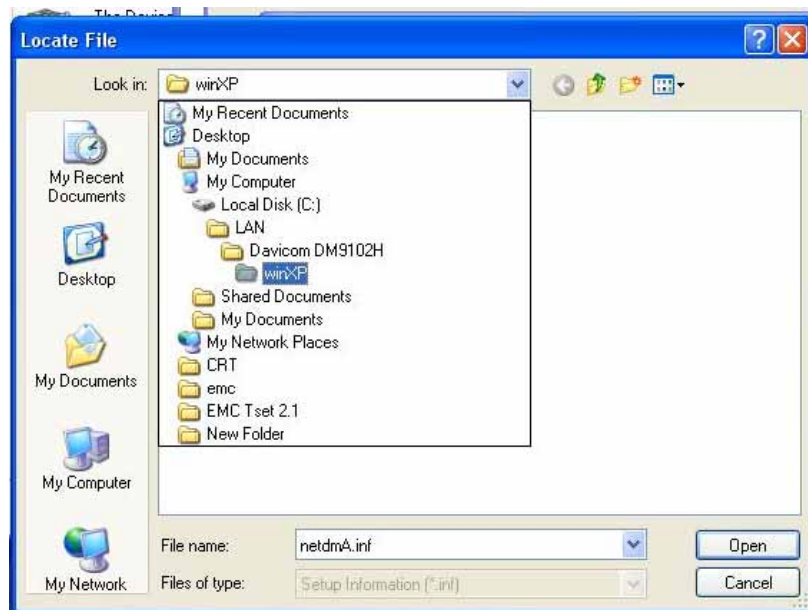 The Device
Locate File
Look in: winXP
My Recent Documents
Desktop
My Documents
My Computer
Local Disk (C:)
LAN
Davicom DM9102H
winXP
Shared Documents
My Documents
My Network Places
CRT
emc
EMC Tset 2.1
New Folder
My Recent
Documents
Desktop
My Documents
My Computer
My Network
File name: netdmA.inf
Open
Files of type: Setup Information (*.inf)
Cancel